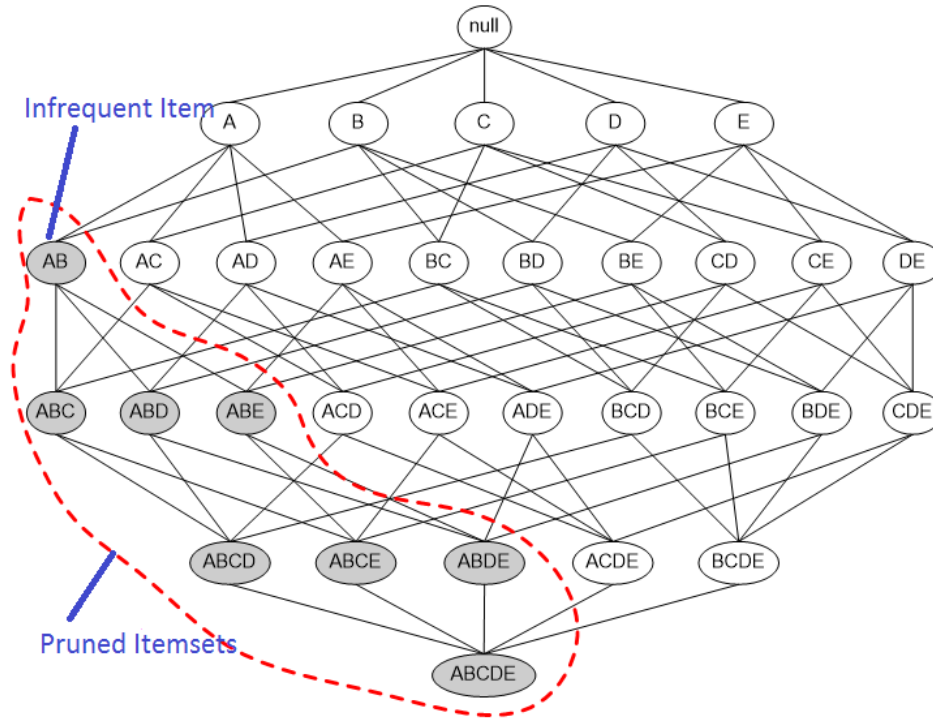 null
Infrequent Item
A B C D E
AB AC AD AE BC BD BE CD CE DE
ABC ABD ABE ACD ACE ADE BCD BCE BDE CDE
ABCD ABCE ABDE ACDE BCDE
Pruned Itemsets
ABCDE